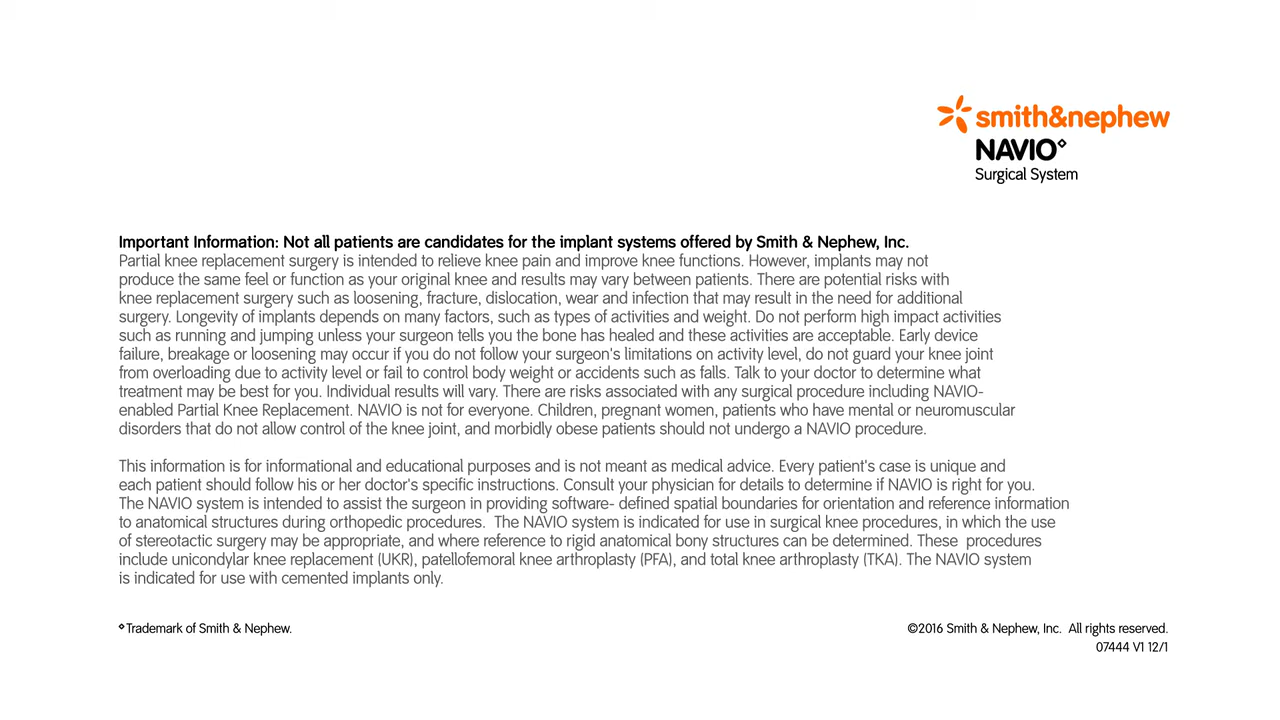 smith&nephew
NAVIO◇
Surgical System
Important Information: Not all patients are candidates for the implant systems offered by Smith & Nephew, Inc.
Partial knee replacement surgery is intended to relieve knee pain and improve knee functions. However, implants may not
produce the same feel or function as your original knee and results may vary between patients. There are potential risks with
knee replacement surgery such as loosening, fracture, dislocation, wear and infection that may result in the need for additional
surgery. Longevity of implants depends on many factors, such as types of activities and weight. Do not perform high impact activities
such as running and jumping unless your surgeon tells you the bone has healed and these activities are acceptable. Early device
failure, breakage or loosening may occur if you do not follow your surgeon's limitations on activity level, do not guard your knee joint
from overloading due to activity level or fail to control body weight or accidents such as falls. Talk to your doctor to determine what
treatment may be best for you. Individual results will vary. There are risks associated with any surgical procedure including NAVIO-
enabled Partial Knee Replacement. NAVIO is not for everyone. Children, pregnant women, patients who have mental or neuromuscular
disorders that do not allow control of the knee joint, and morbidly obese patients should not undergo a NAVIO procedure.
This information is for informational and educational purposes and is not meant as medical advice. Every patient's case is unique and
each patient should follow his or her doctor's specific instructions. Consult your physician for details to determine if NAVIO is right for you.
The NAVIO system is intended to assist the surgeon in providing software- defined spatial boundaries for orientation and reference information
to anatomical structures during orthopedic procedures.  The NAVIO system is indicated for use in surgical knee procedures, in which the use
of stereotactic surgery may be appropriate, and where reference to rigid anatomical bony structures can be determined. These  procedures
include unicondylar knee replacement (UKR), patellofemoral knee arthroplasty (PFA), and total knee arthroplasty (TKA). The NAVIO system
is indicated for use with cemented implants only.
◇Trademark of Smith & Nephew.
©2016 Smith & Nephew, Inc.  All rights reserved.
07444 V1 12/1